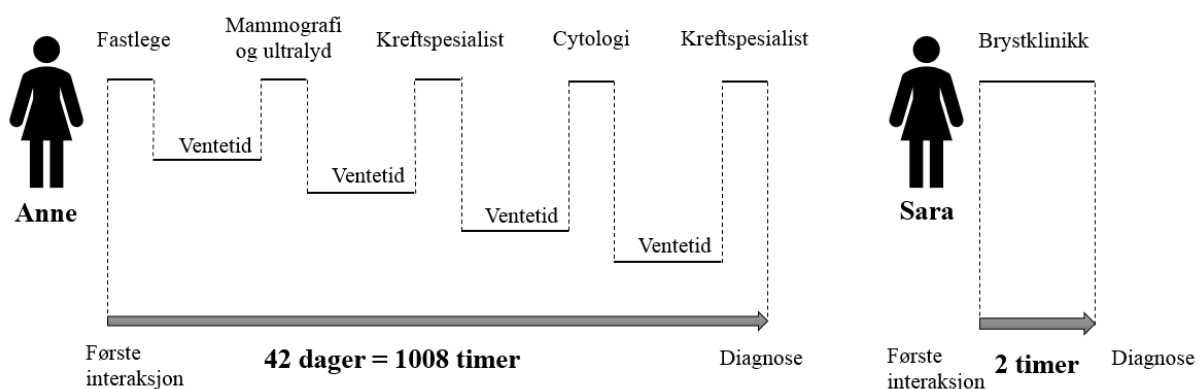 Fastlege
Mammografi
og ultralyd
Kreftspesialist
Cytologi
Kreftspesialist
Ventetid
Ventetid
Ventetid
Ventetid
Anne
Første
interaksjon
42 dager = 1008 timer
Diagnose
Brystklinikk
Sara
Første
interaksjon
2 timer
Diagnose